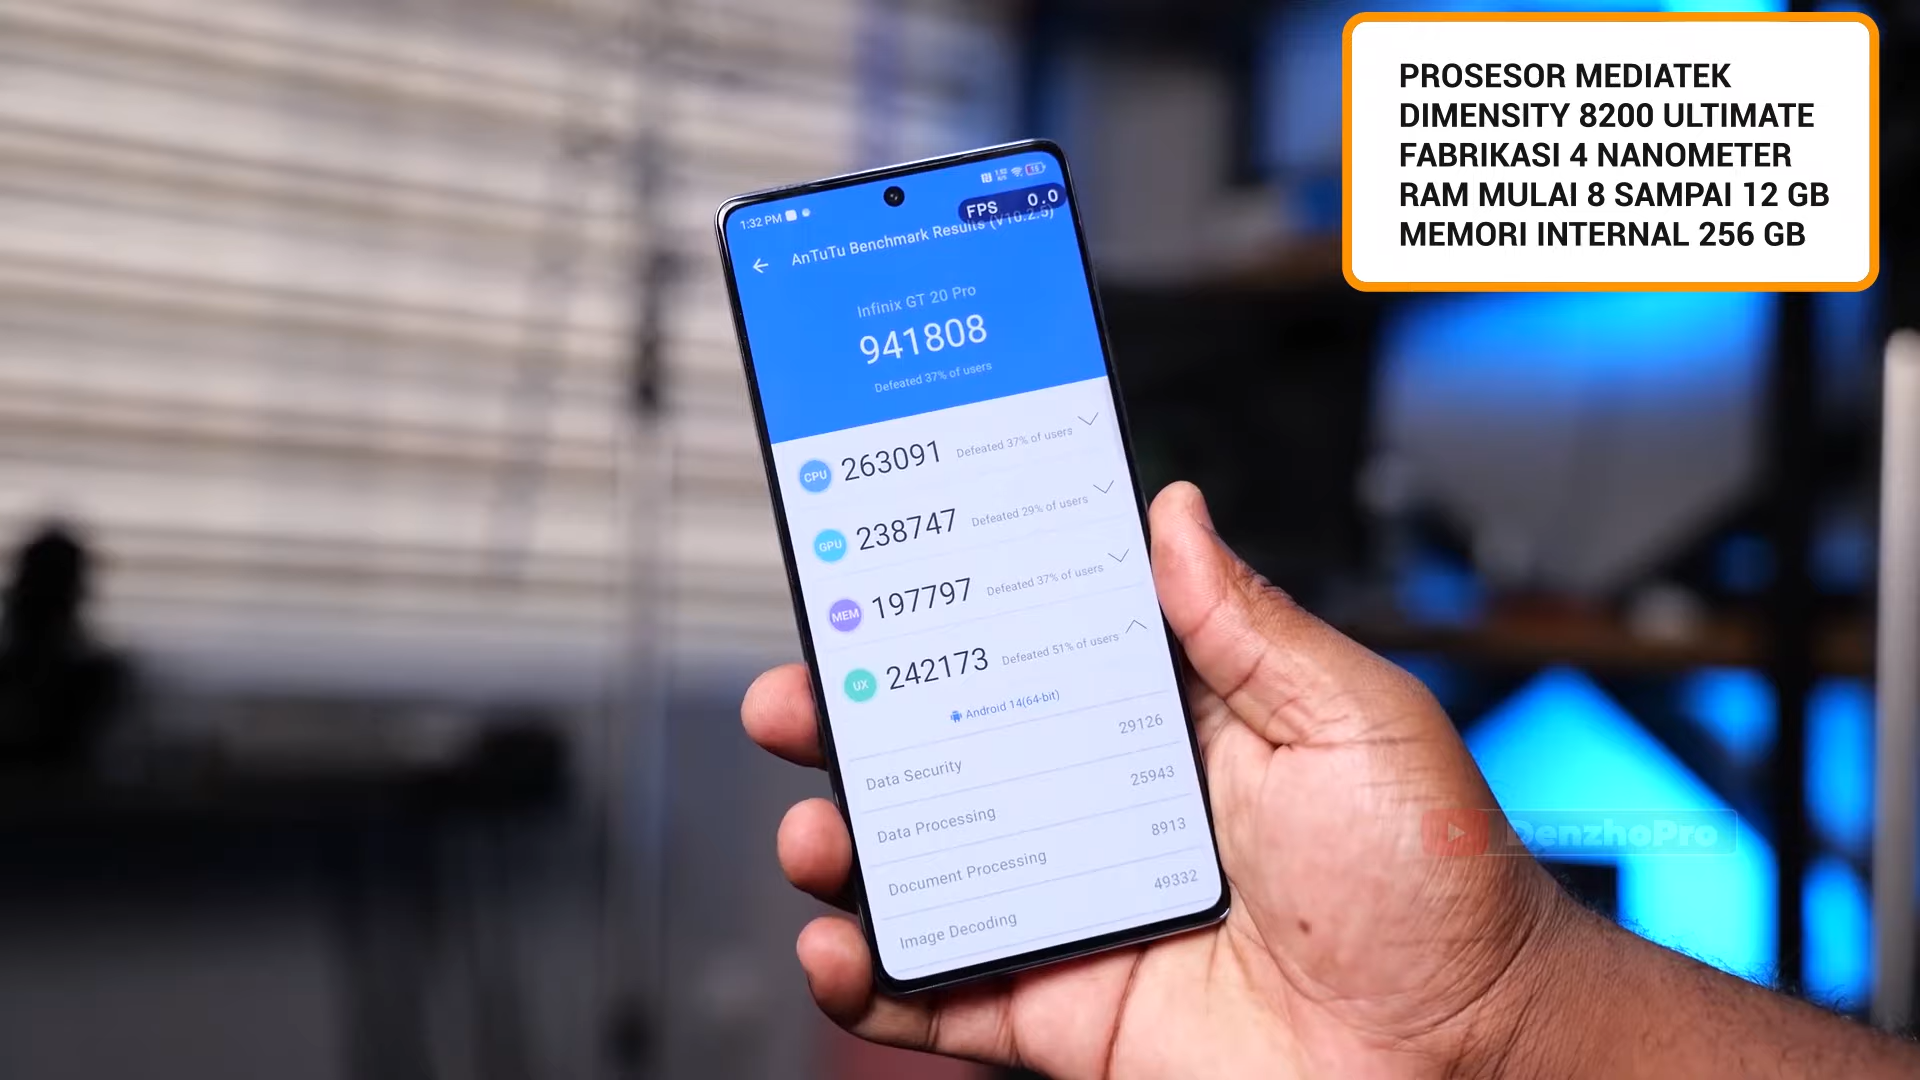 PROSESOR MEDIATEK
DIMENSITY 8200 ULTIMATE
FABRIKASI 4 NANOMETER
RAM MULAI 8 SAMPAI 12 GB
MEMORI INTERNAL 256 GB
1:32 PM
FPS 0.0
AnTuTu Benchmark Results (V10.2.5)
Infinix GT 20 Pro
941808
Defeated 37% of users
CPU 263091 Defeated 37% of users
GPU 238747 Defeated 29% of users
MEM 197797 Defeated 37% of users
UX 242173 Defeated 51% of users
Android 14(64-bit)
Data Security 29126
Data Processing 25943
Document Processing 8913
Image Decoding 49332
DenzhoPro